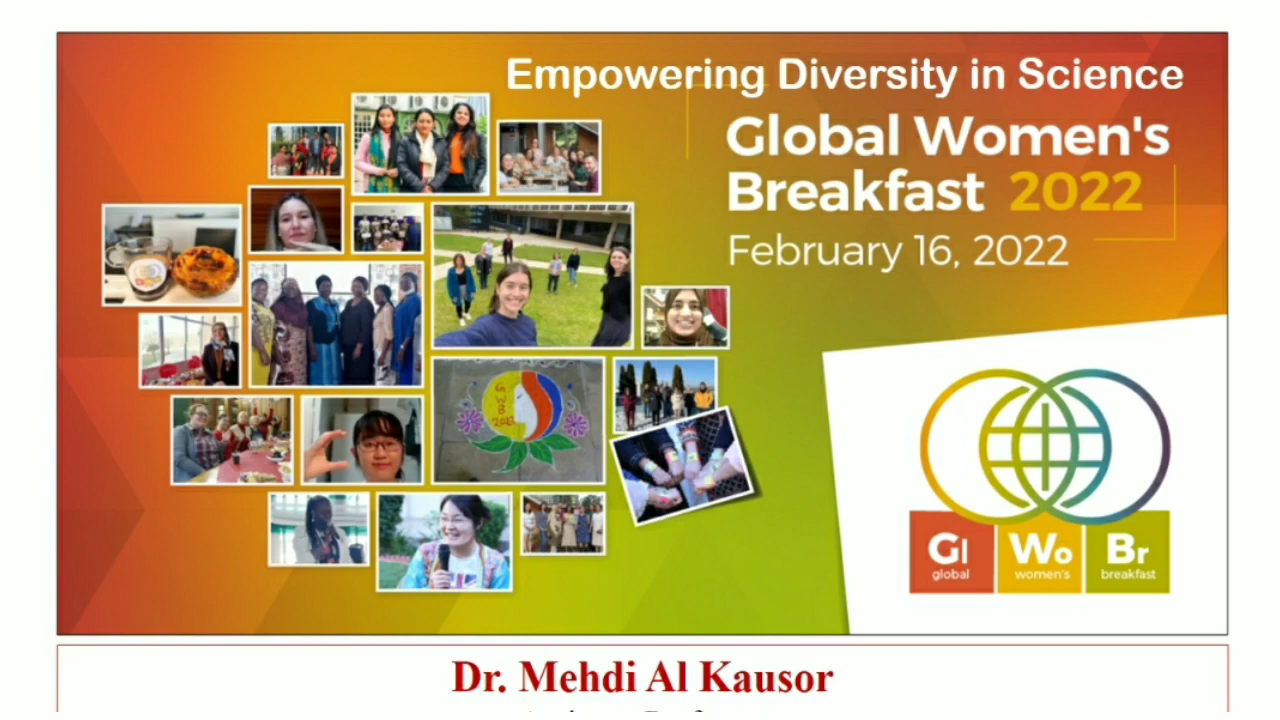 Empowering Diversity in Science
Global Women's
Breakfast 2022
February 16, 2022
G
W
B
Gl Wo Br
global women's breakfast
Dr. Mehdi Al Kausor